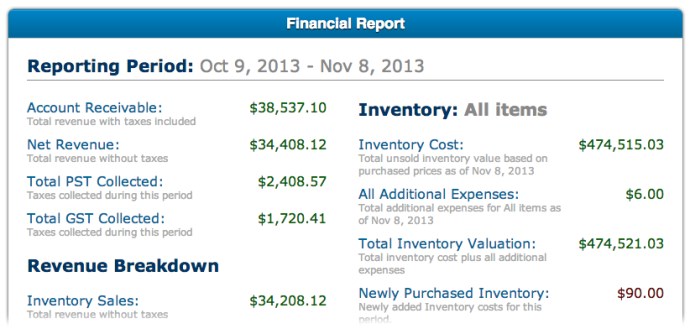 Financial Report
Reporting Period: Oct 9, 2013 - Nov 8, 2013
Account Receivable: $38,537.10
Total revenue with taxes included
Net Revenue: $34,408.12
Total revenue without taxes
Total PST Collected: $2,408.57
Taxes collected during this period
Total GST Collected: $1,720.41
Taxes collected during this period
Revenue Breakdown
Inventory Sales: $34,208.12
Total revenue without taxes
Inventory: All items
Inventory Cost: $474,515.03
Total unsold inventory value based on
purchased prices as of Nov 8, 2013
All Additional Expenses: $6.00
Total additional expenses for All items as
of Nov 8, 2013
Total Inventory Valuation: $474,521.03
Total inventory cost plus all additional
expenses
Newly Purchased Inventory: $90.00
Newly added Inventory costs for this
period